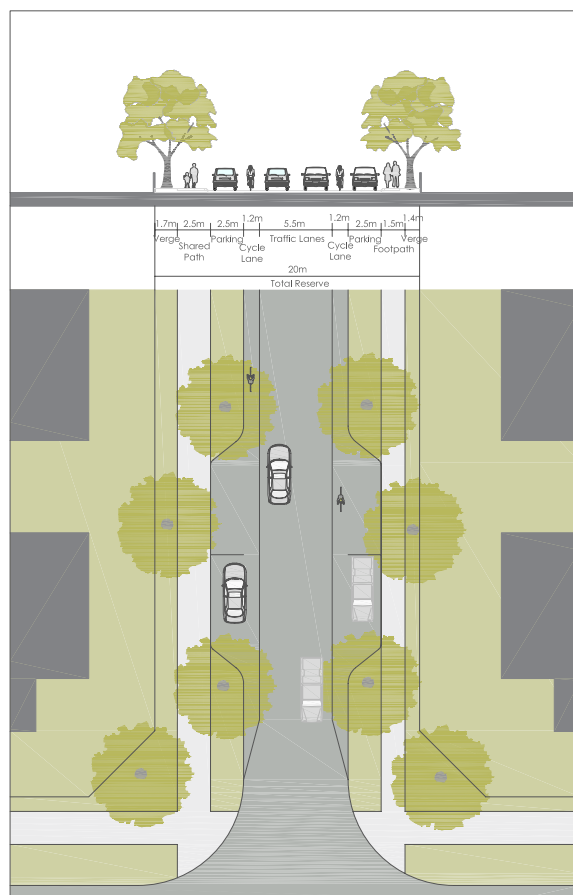 1.7m 2.5m 2.5m 1.2m 5.5m 1.2m 2.5m 1.5m 1.4m
Verge Shared Path Parking Cycle Lane Traffic Lanes Cycle Lane Parking Footpath Verge
20m
Total Reserve